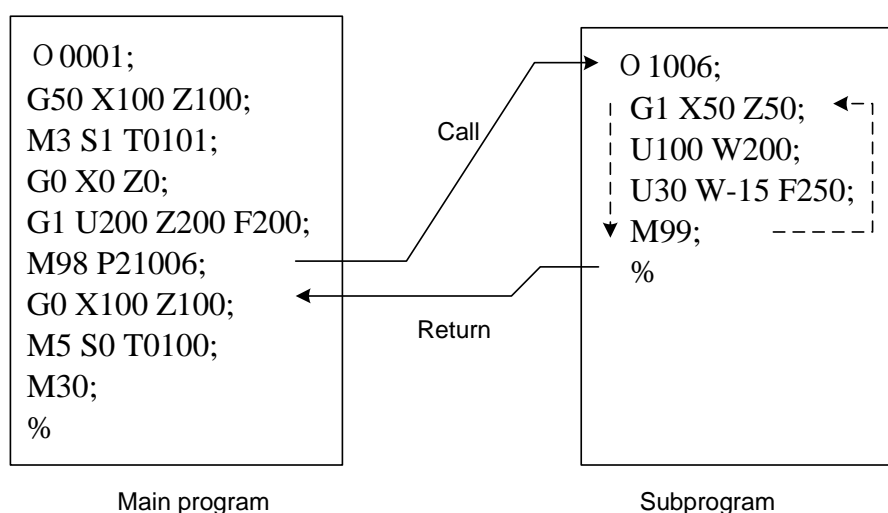 O 0001;
G50 X100 Z100;
M3 S1 T0101;
G0 X0 Z0;
G1 U200 Z200 F200;
M98 P21006;
G0 X100 Z100;
M5 S0 T0100;
M30;
%
Call
Return
O 1006;
G1 X50 Z50;
U100 W200;
U30 W-15 F250;
M99;
%
Main program
Subprogram